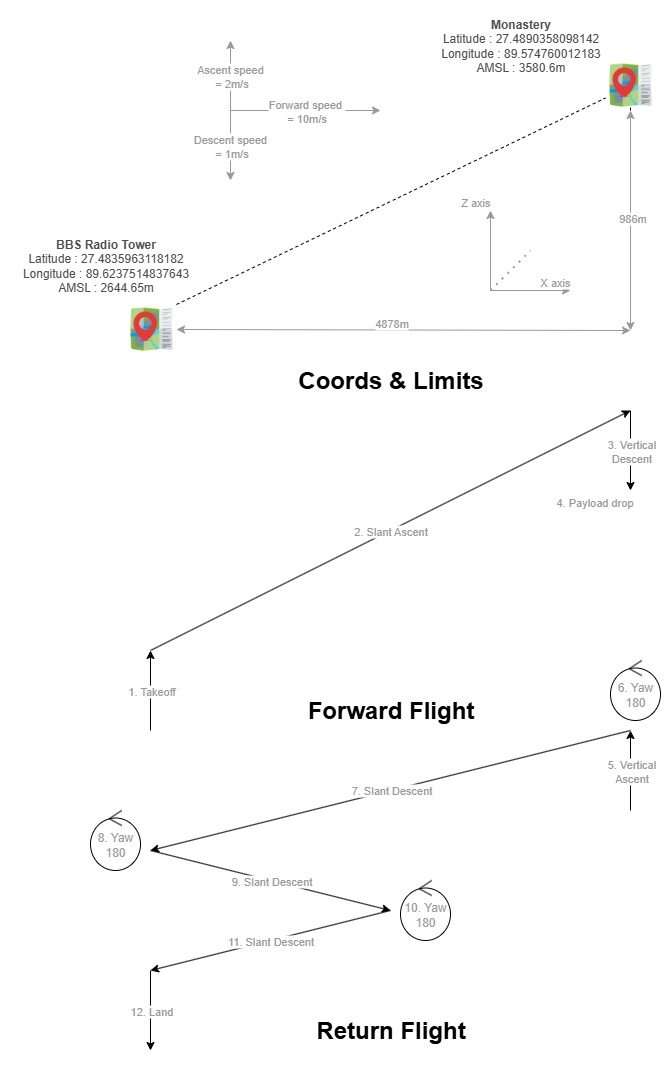 Monastery
Latitude : 27.4890358098142
Longitude : 89.574760012183
AMSL : 3580.6m
Ascent speed
= 2m/s
Forward speed
= 10m/s
Descent speed
= 1m/s
Z axis
986m
BBS Radio Tower
Latitude : 27.4835963118182
Longitude : 89.6237514837643
AMSL : 2644.65m
X axis
4878m
Coords & Limits
3. Vertical
Descent
4. Payload drop
2. Slant Ascent
1. Takeoff
Forward Flight
6. Yaw
180
5. Vertical
Ascent
7. Slant Descent
8. Yaw
180
9. Slant Descent
10. Yaw
180
11. Slant Descent
12. Land
Return Flight